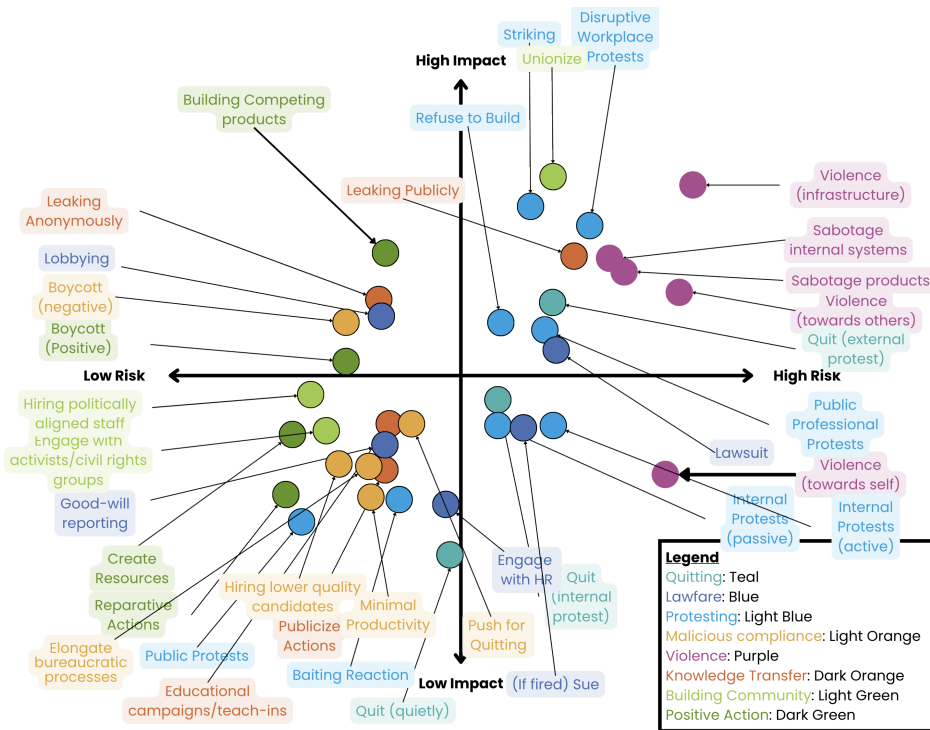 Disruptive
Workplace
Protests
Striking
Unionize
High Impact
Building Competing
products
Refuse to Build
Leaking Publicly
Violence
(infrastructure)
Leaking
Anonymously
Sabotage
internal systems
Lobbying
Sabotage products
Boycott
(negative)
Violence
(towards others)
Boycott
(Positive)
Quit (external
protest)
Low Risk
High Risk
Hiring politically
aligned staff
Engage with
activists/civil rights
groups
Public
Professional
Protests
Lawsuit
Violence
(towards self)
Good-will
reporting
Internal
Protests
(passive)
Internal
Protests
(active)
Create
Resources
Engage
with HR
Quit
(internal
protest)
Hiring lower quality
candidates
Reparative
Actions
Minimal
Productivity
Publicize
Actions
Push for
Quitting
Elongate
bureaucratic
processes
Public Protests
Baiting Reaction
Low Impact
(If fired) Sue
Educational
campaigns/teach-ins
Quit (quietly)
Legend
Quitting: Teal
Lawfare: Blue
Protesting: Light Blue
Malicious compliance: Light Orange
Violence: Purple
Knowledge Transfer: Dark Orange
Building Community: Light Green
Positive Action: Dark Green